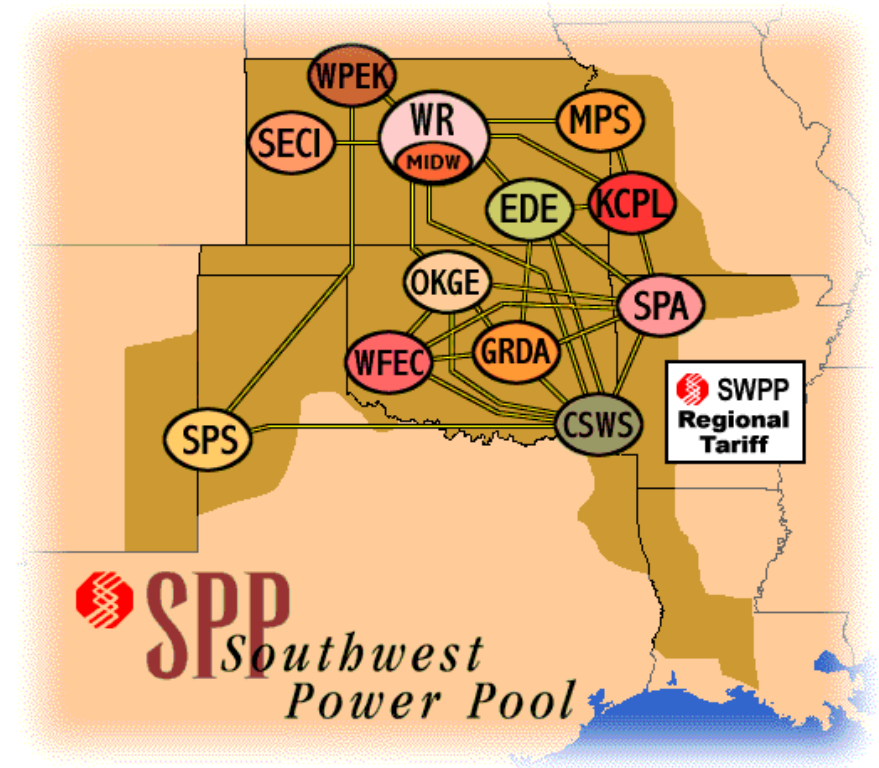 WPEK
WR
MPS
SECI
MIDW
EDE
KCPL
OKGE
SPA
WFEC
GRDA
SWPP
Regional
Tariff
SPS
CSWS
SPP
Southwest
Power Pool